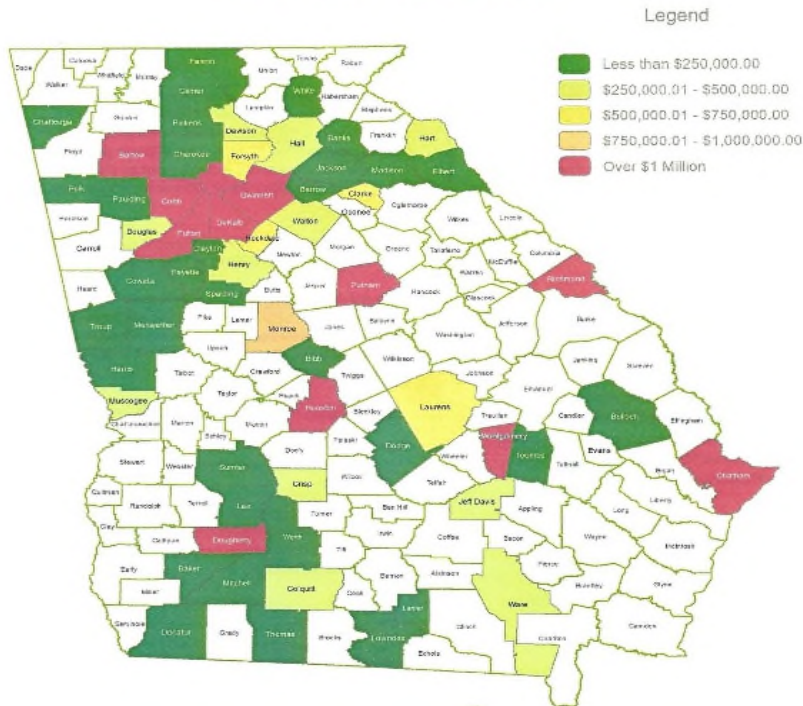 Legend
Less than $250,000.00
$250,000.01 - $500,000.00
$500,000.01 - $750,000.00
$750,000.01 - $1,000,000.00
Over $1 Million
Fannin
Union
Towns
Rabun
Dade
Catoosa
Walker
Whitfield
Murray
Gilmer
White
Habersham
Lumpkin
Stephens
Chattooga
Gordon
Pickens
Dawson
Hall
Banks
Franklin
Hart
Floyd
Bartow
Cherokee
Forsyth
Jackson
Madison
Elbert
Polk
Paulding
Cobb
Gwinnett
Barrow
Clarke
Oconee
Oglethorpe
Wilkes
Lincoln
Haralson
Douglas
Fulton
DeKalb
Walton
Carroll
Clayton
Rockdale
Newton
Morgan
Greene
Taliaferro
McDuffie
Columbia
Heard
Coweta
Fayette
Henry
Spalding
Butts
Jasper
Putnam
Hancock
Warren
Glascock
Richmond
Troup
Meriwether
Pike
Lamar
Monroe
Jones
Baldwin
Washington
Jefferson
Burke
Upson
Bibb
Wilkinson
Harris
Talbot
Crawford
Twiggs
Johnson
Jenkins
Screven
Muscogee
Taylor
Peach
Houston
Bleckley
Laurens
Emanuel
Treutlen
Candler
Bulloch
Effingham
Marion
Macon
Schley
Dooly
Pulaski
Dodge
Wheeler
Montgomery
Toombs
Tattnall
Evans
Bryan
Chatham
Stewart
Webster
Sumter
Crisp
Wilcox
Telfair
Jeff Davis
Appling
Long
Liberty
Quitman
Randolph
Terrell
Lee
Turner
Ben Hill
Clay
Calhoun
Dougherty
Worth
Tift
Irwin
Coffee
Bacon
Wayne
McIntosh
Early
Baker
Mitchell
Colquitt
Berrien
Atkinson
Pierce
Brantley
Glynn
Miller
Cook
Lanier
Ware
Seminole
Decatur
Grady
Thomas
Brooks
Lowndes
Clinch
Echols
Charlton
Camden